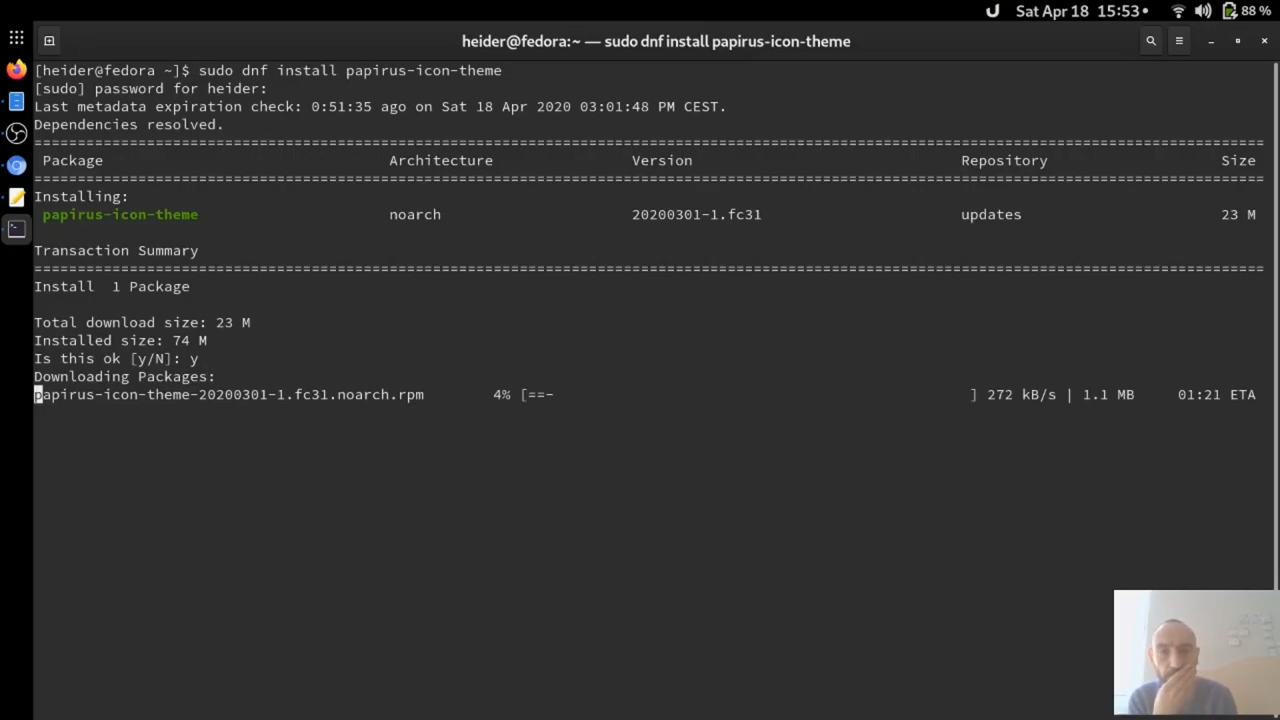 Sat Apr 18 15:53 88 %
heider@fedora:~ — sudo dnf install papirus-icon-theme
[heider@fedora ~]$ sudo dnf install papirus-icon-theme
[sudo] password for heider:
Last metadata expiration check: 0:51:35 ago on Sat 18 Apr 2020 03:01:48 PM CEST.
Dependencies resolved.
Package Architecture Version Repository Size
Installing:
papirus-icon-theme noarch 20200301-1.fc31 updates 23 M
Transaction Summary
Install 1 Package
Total download size: 23 M
Installed size: 74 M
Is this ok [y/N]: y
Downloading Packages:
papirus-icon-theme-20200301-1.fc31.noarch.rpm 4% [==- ] 272 kB/s | 1.1 MB 01:21 ETA